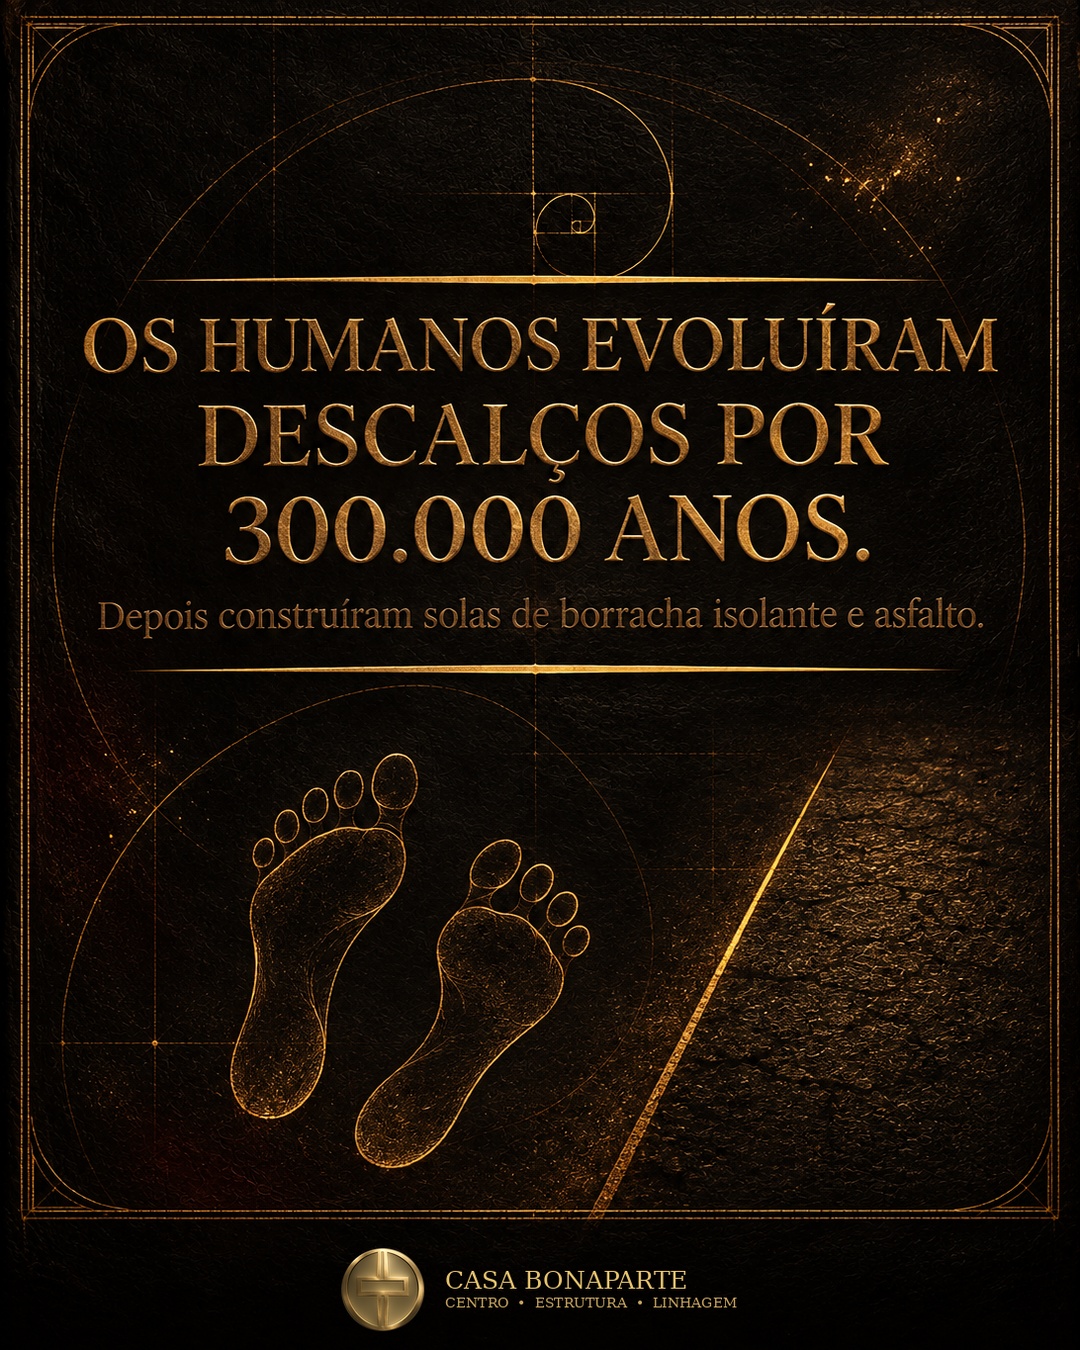 OS HUMANOS EVOLUÍRAM
DESCALÇOS POR
300.000 ANOS.
Depois construíram solas de borracha isolante e asfalto.
CASA BONAPARTE
CENTRO • ESTRUTURA • LINHAGEM